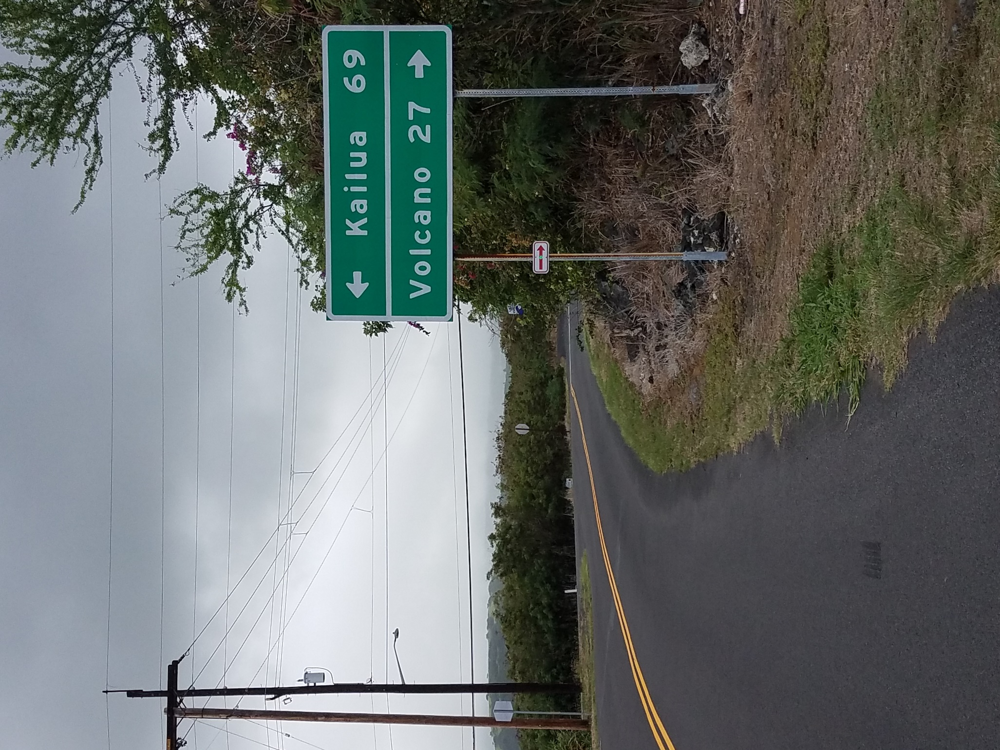 ← Kailua 69
Volcano 27 →